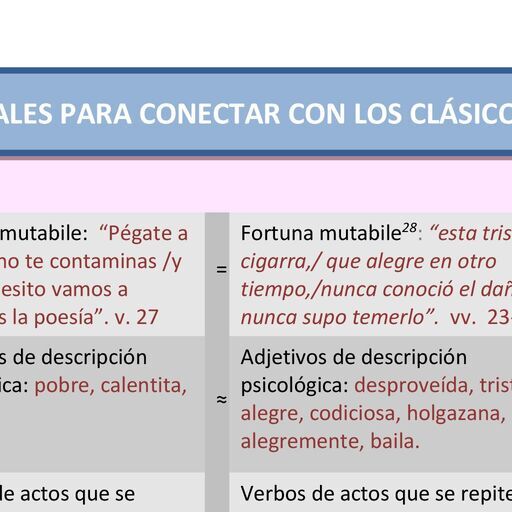 ALES PARA CONECTAR CON LOS CLÁSICO
mutabile: “Pégate a
no te contaminas /y
esito vamos a
s la poesía”. v. 27
=
Fortuna mutabile28: “esta tris
cigarra,/ que alegre en otro
tiempo,/nunca conoció el dañ
nunca supo temerlo”. vv. 23-
s de descripción
ica: pobre, calentita,
≈
Adjetivos de descripción
psicológica: desproveída, trist
alegre, codiciosa, holgazana,
alegremente, baila.
de actos que se
Verbos de actos que se repite